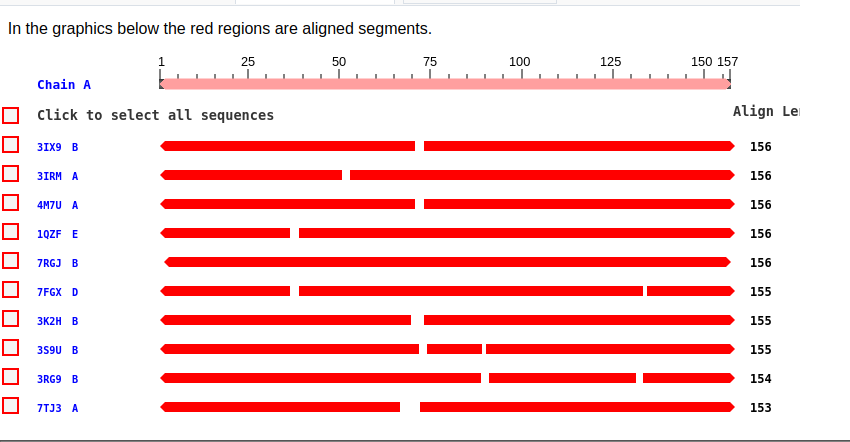 In the graphics below the red regions are aligned segments.
1 25 50 75 100 125 150 157
Chain A
Click to select all sequences Align Le
3IX9 B 156
3IRM A 156
4M7U A 156
1QZF E 156
7RGJ B 156
7FGX D 155
3K2H B 155
3S9U B 155
3RG9 B 154
7TJ3 A 153